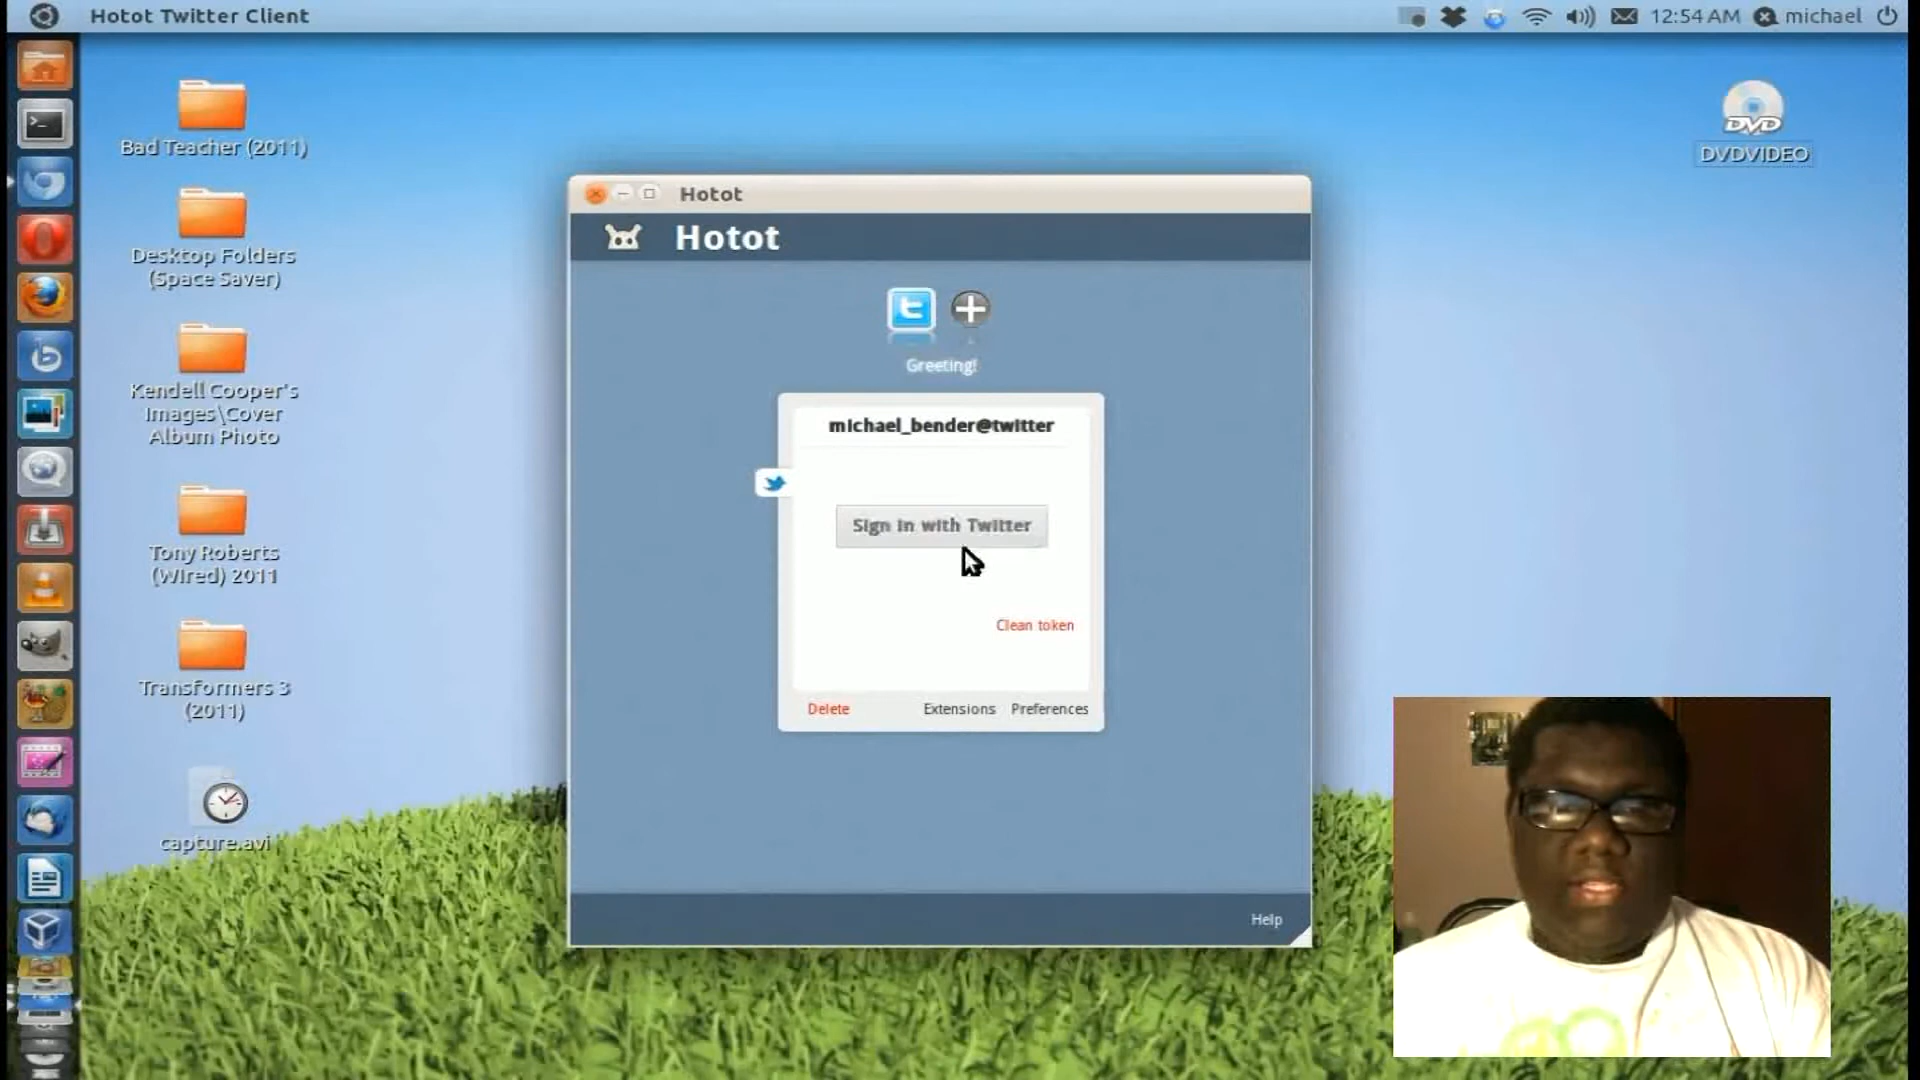 Hotot Twitter Client
12:54 AM
michael
Bad Teacher (2011)
DVD
DVDVIDEO
Hotot
Hotot
Desktop Folders
(Space Saver)
Greeting!
Kendell Cooper's
Images\Cover
Album Photo
michael_bender@twitter
Sign in with Twitter
Tony Roberts
(Wired) 2011
Clean token
Transformers 3
(2011)
Delete
Extensions
Preferences
capture.avi
Help